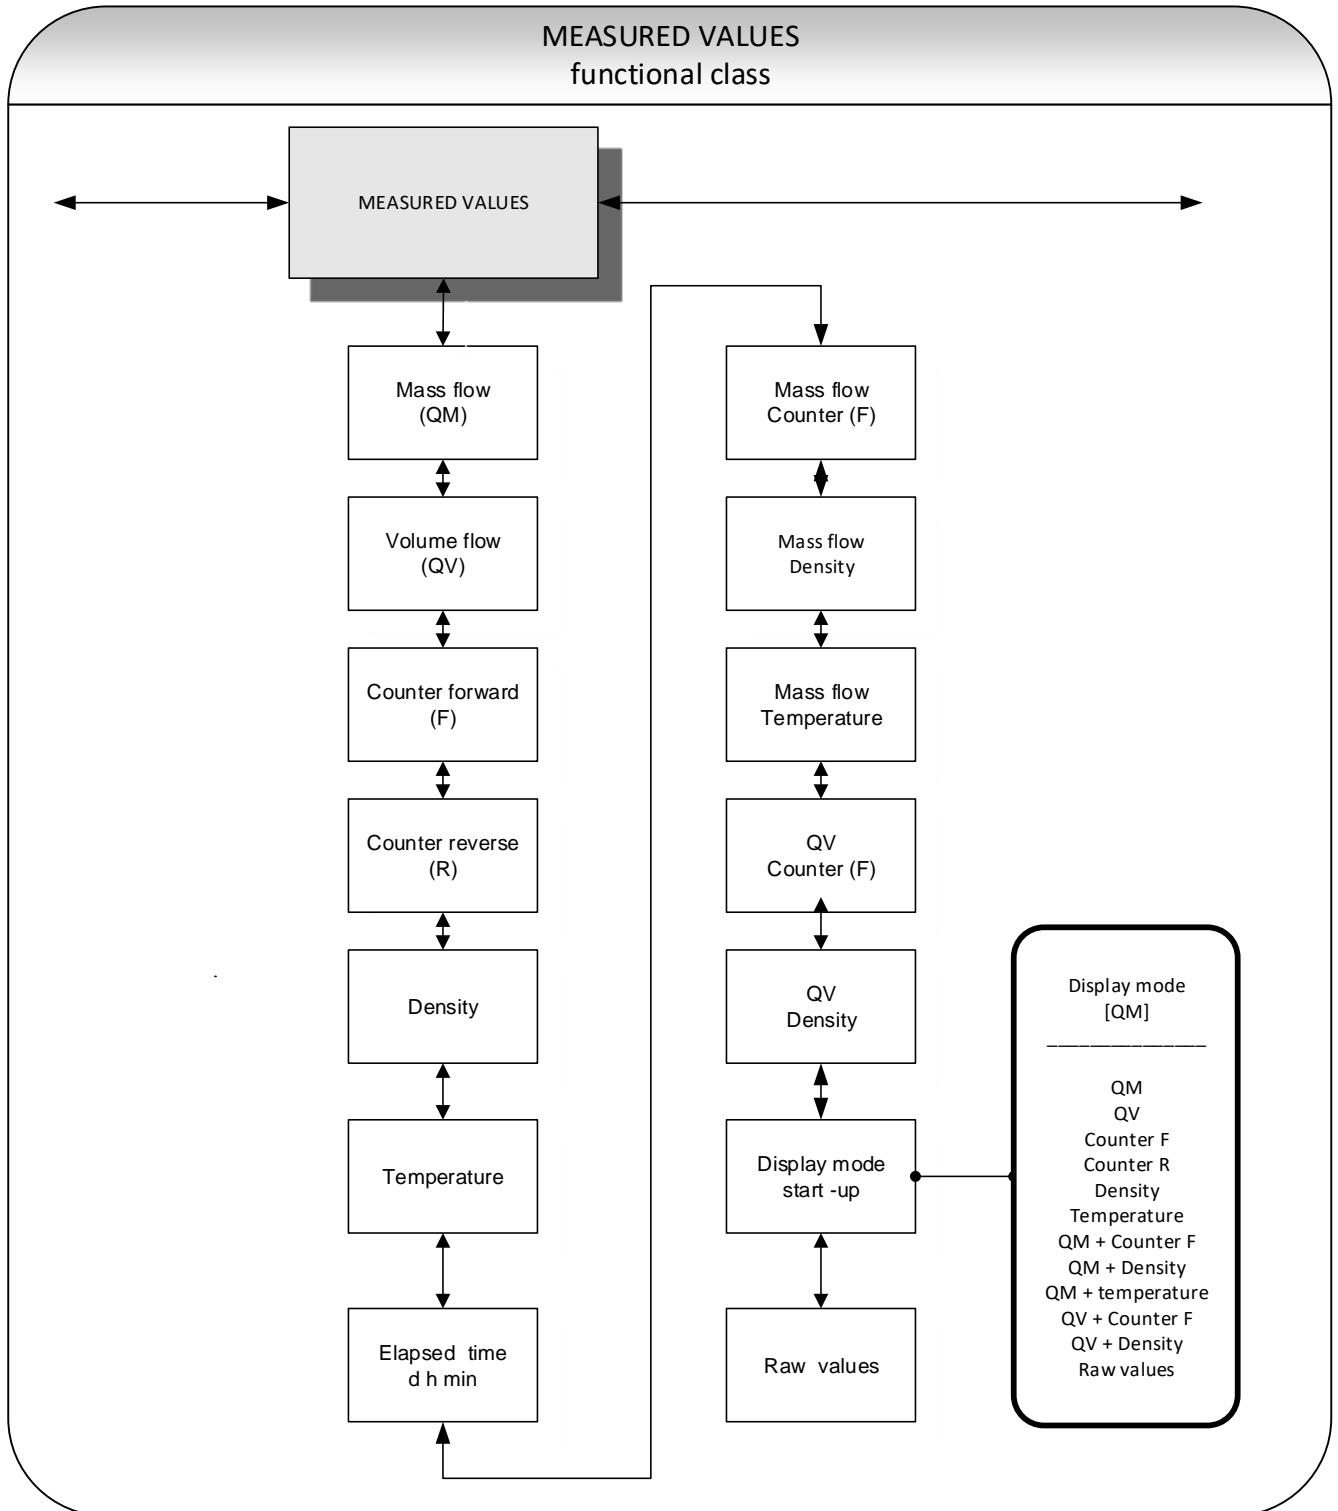 MEASURED VALUES
functional class
MEASURED VALUES
Mass flow
(QM)
Volume flow
(QV)
Counter forward
(F)
Counter reverse
(R)
Density
Temperature
Elapsed time
d h min
Mass flow
Counter (F)
Mass flow
Density
Mass flow
Temperature
QV
Counter (F)
QV
Density
Display mode
start -up
Raw values
Display mode
[QM]
_______________
QM
QV
Counter F
Counter R
Density
Temperature
QM + Counter F
QM + Density
QM + temperature
QV + Counter F
QV + Density
Raw values